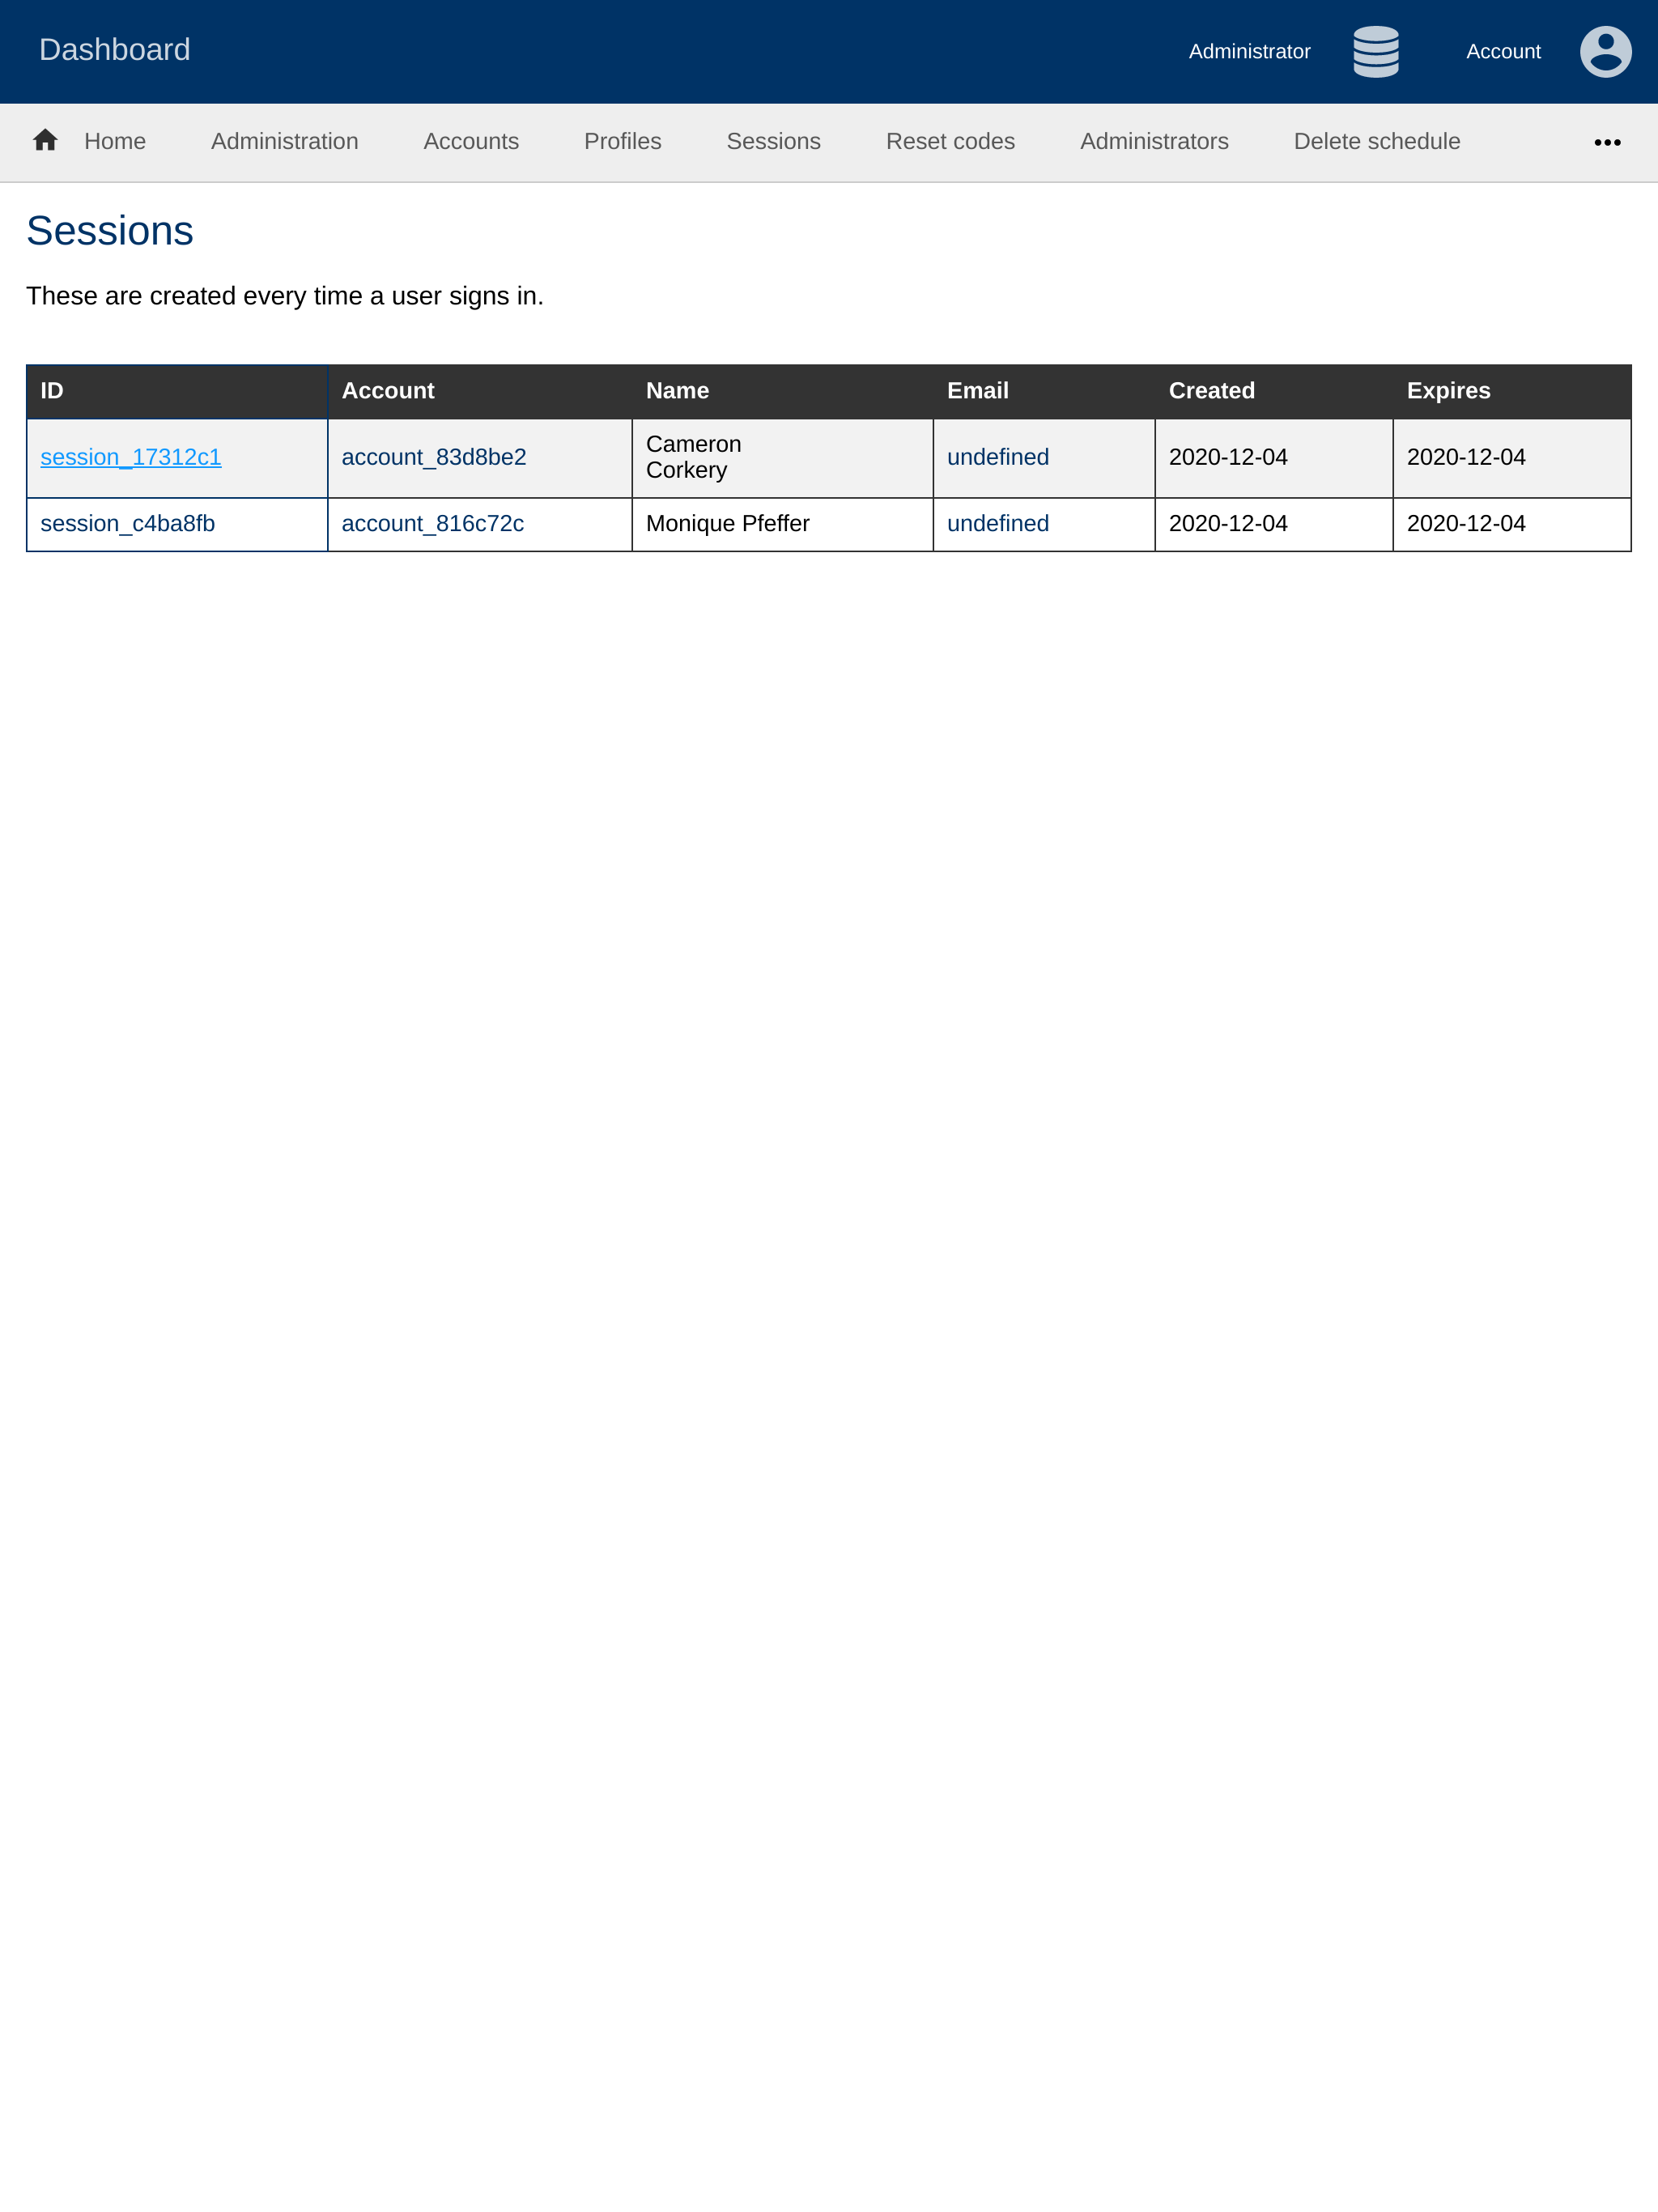 Dashboard Administrator Account
Home Administration Accounts Profiles Sessions Reset codes Administrators Delete schedule
Sessions
These are created every time a user signs in.
ID Account Name Email Created Expires
session_17312c1 account_83d8be2 Cameron Corkery undefined 2020-12-04 2020-12-04
session_c4ba8fb account_816c72c Monique Pfeffer undefined 2020-12-04 2020-12-04